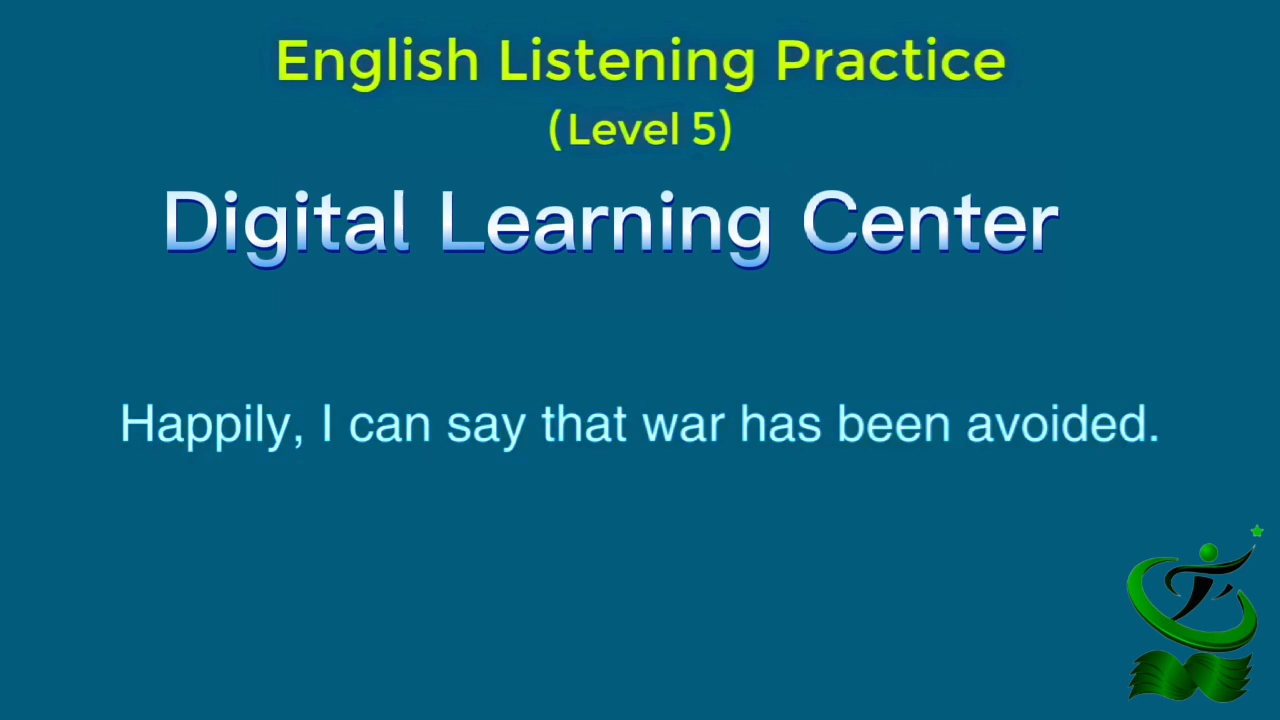 English Listening Practice
(Level 5)
Digital Learning Center
Happily, I can say that war has been avoided.